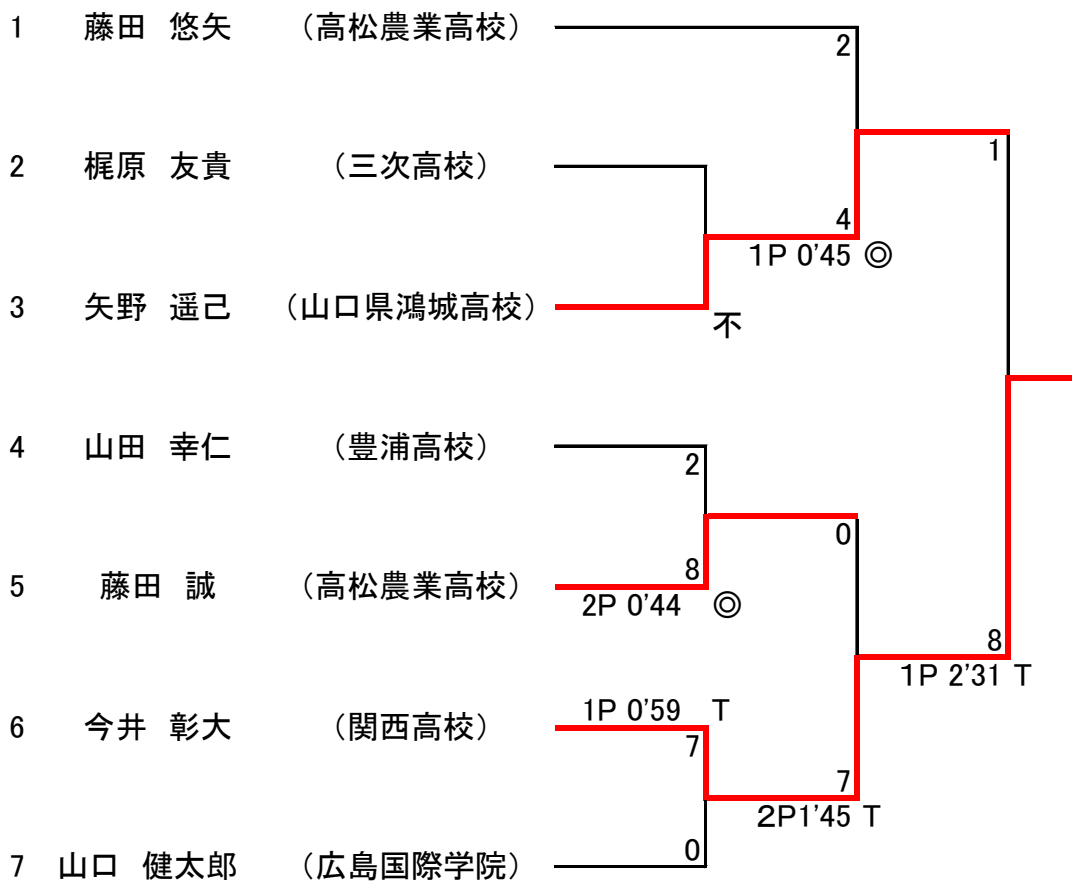 1 藤田 悠矢 （高松農業高校）
2
2 梶原 友貴 （三次高校）
1
4
1P 0'45 ◎
3 矢野 遥己 （山口県鴻城高校）
不
4 山田 幸仁 （豊浦高校）
2
0
5 藤田 誠 （高松農業高校）
8
2P 0'44 ◎
8
1P 2'31 T
6 今井 彰大 （関西高校）
1P 0'59 T
7
7
2P1'45 T
7 山口 健太郎 （広島国際学院）
0